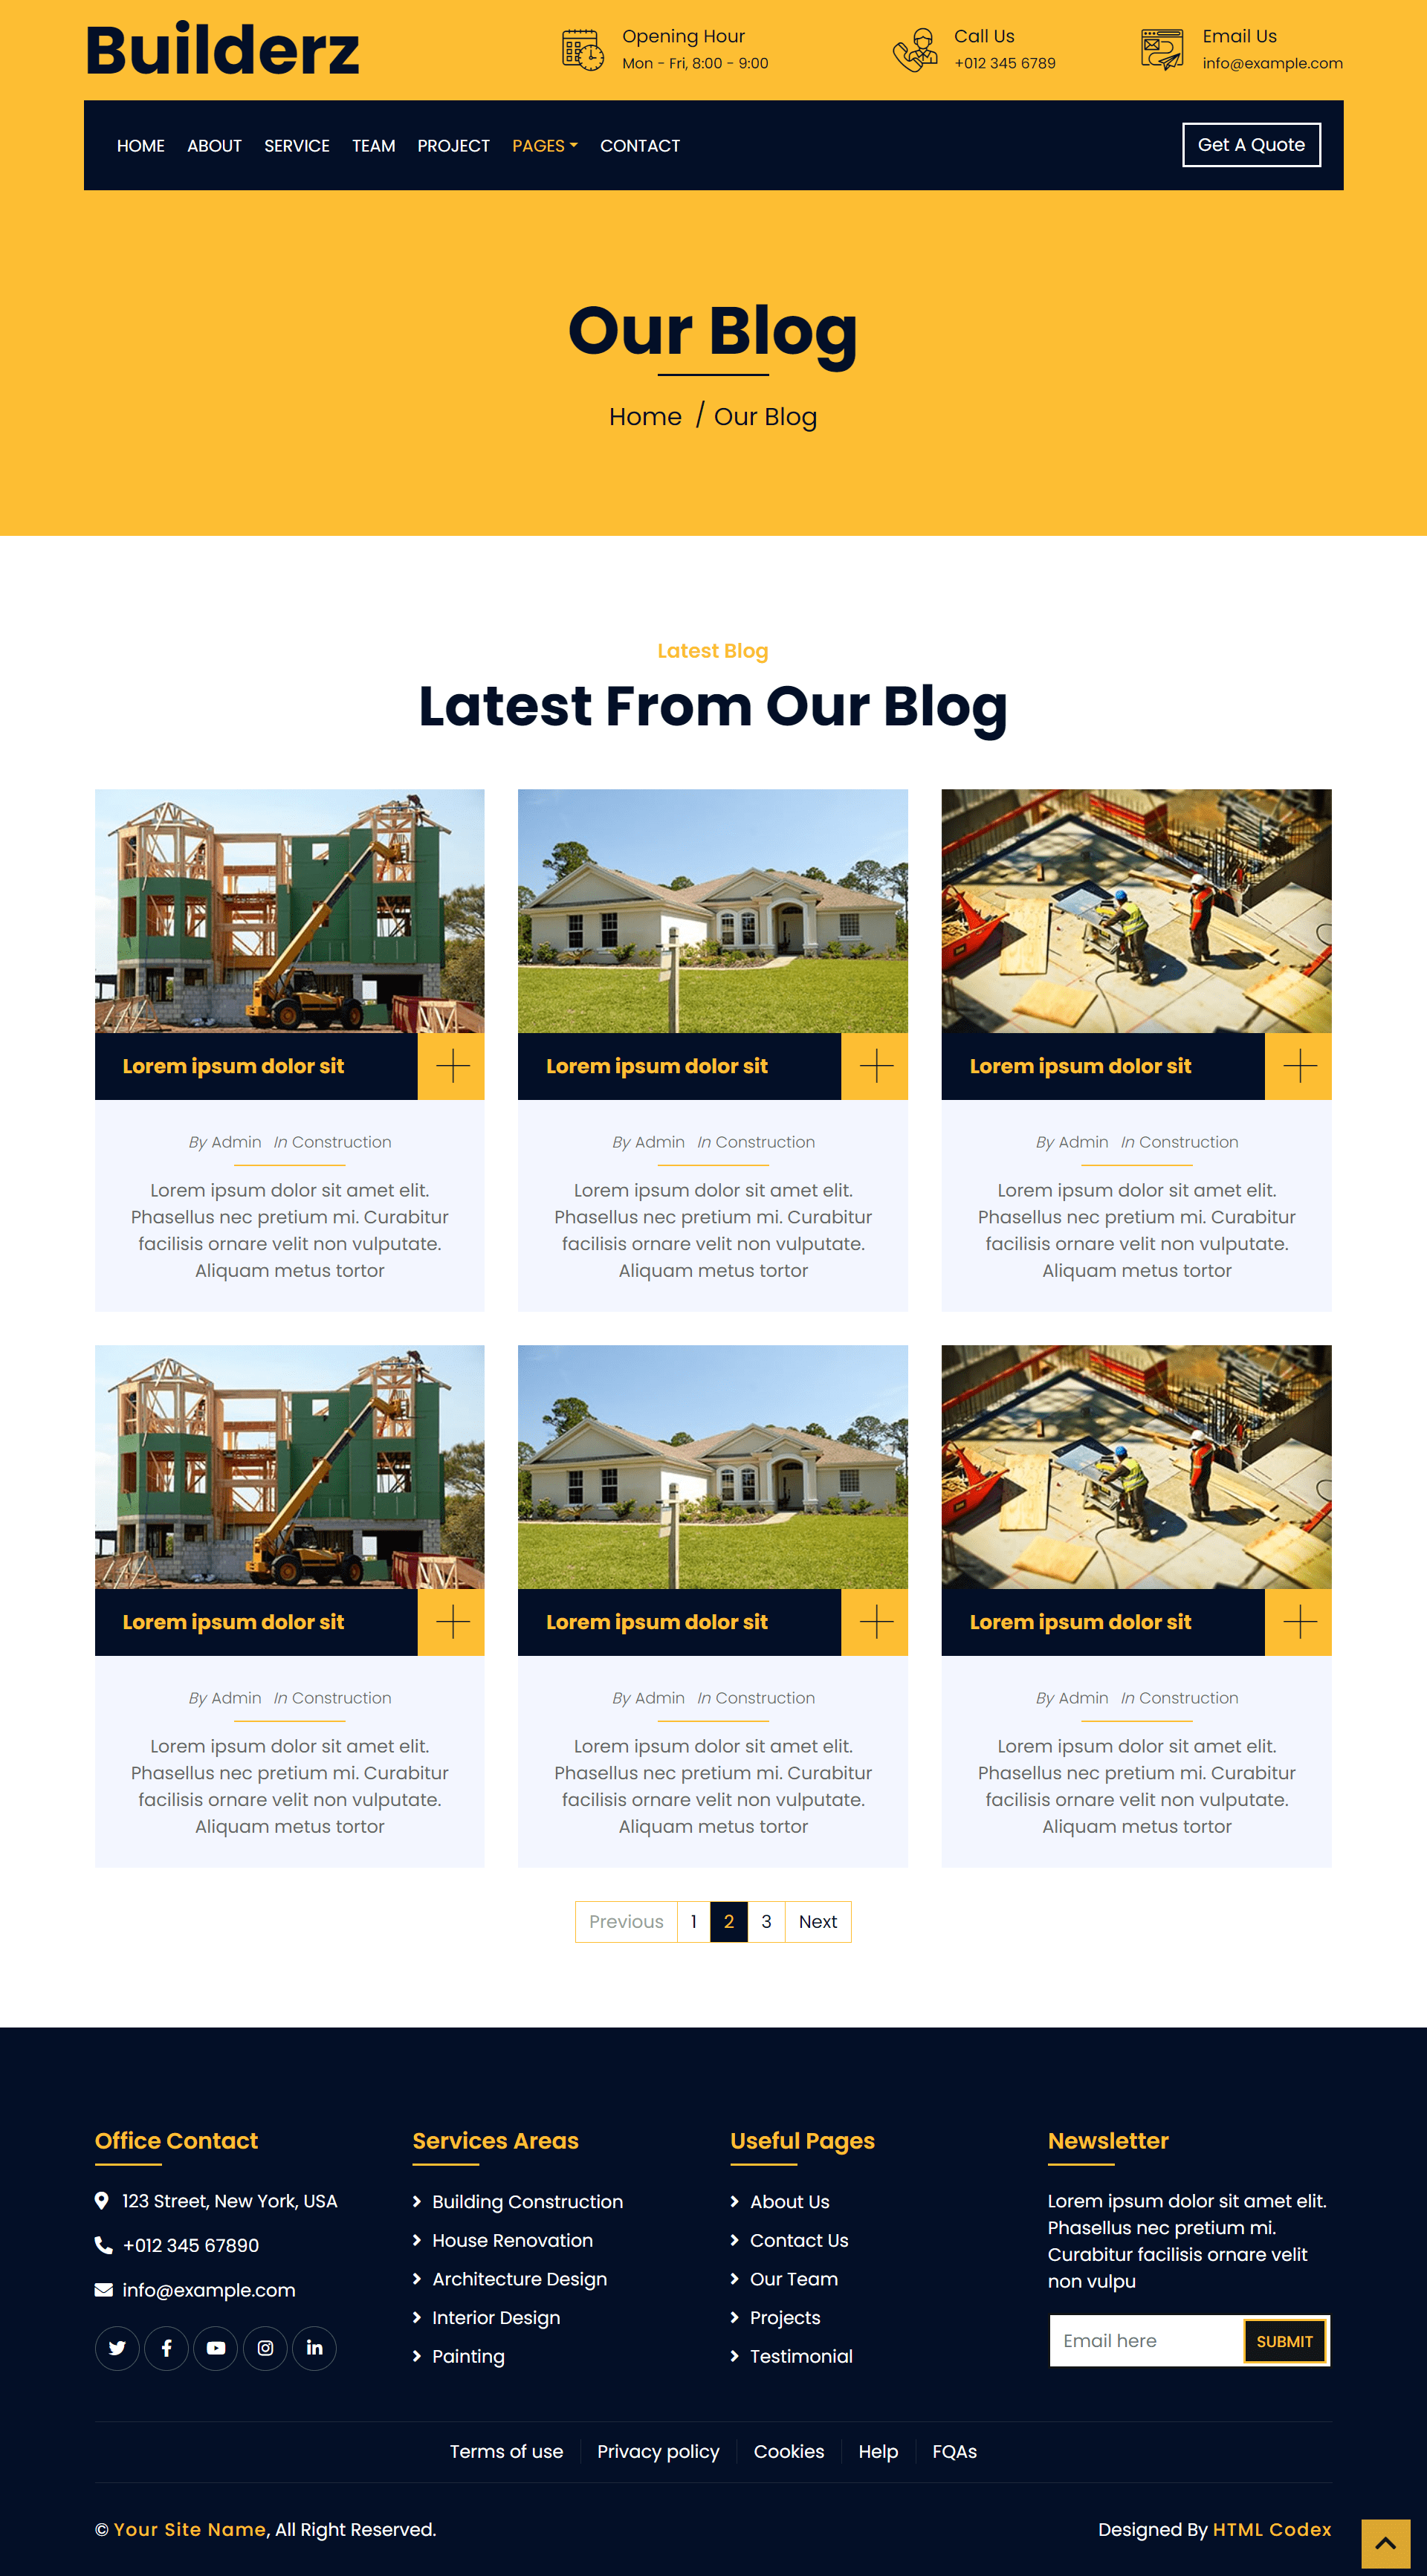 Builderz
Opening Hour
Mon - Fri, 8:00 - 9:00
Call Us
+012 345 6789
Email Us
info@example.com
HOME ABOUT SERVICE TEAM PROJECT PAGES CONTACT
Get A Quote
Our Blog
Home / Our Blog
Latest Blog
Latest From Our Blog
Lorem ipsum dolor sit
By Admin In Construction
Lorem ipsum dolor sit amet elit.
Phasellus nec pretium mi. Curabitur
facilisis ornare velit non vulputate.
Aliquam metus tortor
Lorem ipsum dolor sit
By Admin In Construction
Lorem ipsum dolor sit amet elit.
Phasellus nec pretium mi. Curabitur
facilisis ornare velit non vulputate.
Aliquam metus tortor
Lorem ipsum dolor sit
By Admin In Construction
Lorem ipsum dolor sit amet elit.
Phasellus nec pretium mi. Curabitur
facilisis ornare velit non vulputate.
Aliquam metus tortor
Lorem ipsum dolor sit
By Admin In Construction
Lorem ipsum dolor sit amet elit.
Phasellus nec pretium mi. Curabitur
facilisis ornare velit non vulputate.
Aliquam metus tortor
Lorem ipsum dolor sit
By Admin In Construction
Lorem ipsum dolor sit amet elit.
Phasellus nec pretium mi. Curabitur
facilisis ornare velit non vulputate.
Aliquam metus tortor
Lorem ipsum dolor sit
By Admin In Construction
Lorem ipsum dolor sit amet elit.
Phasellus nec pretium mi. Curabitur
facilisis ornare velit non vulputate.
Aliquam metus tortor
Previous 1 2 3 Next
Office Contact
123 Street, New York, USA
+012 345 67890
info@example.com
Services Areas
Building Construction
House Renovation
Architecture Design
Interior Design
Painting
Useful Pages
About Us
Contact Us
Our Team
Projects
Testimonial
Newsletter
Lorem ipsum dolor sit amet elit.
Phasellus nec pretium mi.
Curabitur facilisis ornare velit
non vulpu
Email here
SUBMIT
Terms of use Privacy policy Cookies Help FQAs
© Your Site Name, All Right Reserved.
Designed By HTML Codex